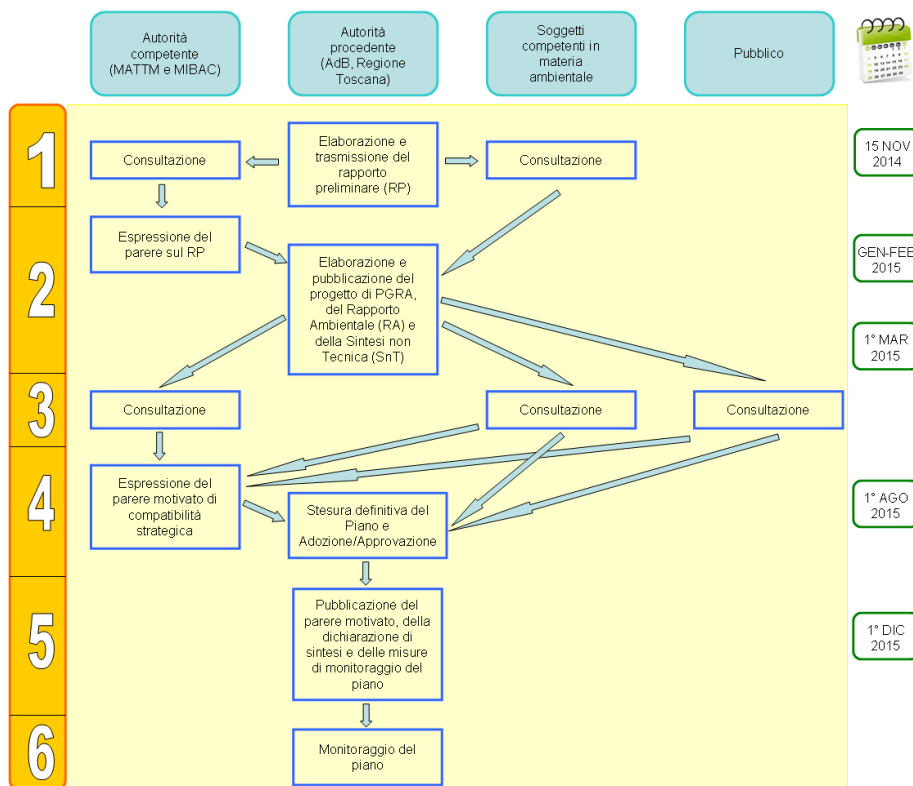 Autorità
competente
(MATTM e MIBAC)
Autorità
procedente
(AdB, Regione
Toscana)
Soggetti
competenti in
materia
ambientale
Pubblico
1
Consultazione
Elaborazione e
trasmissione del
rapporto
preliminare (RP)
Consultazione
15 NOV
2014
2
Espressione del
parere sul RP
Elaborazione e
pubblicazione del
progetto di PGRA,
del Rapporto
Ambientale (RA) e
della Sintesi non
Tecnica (SnT)
GEN-FEB
2015
1° MAR
2015
3
Consultazione
Consultazione
Consultazione
4
Espressione del
parere motivato di
compatibilità
strategica
Stesura definitiva del
Piano e
Adozione/Approvazione
1° AGO
2015
5
Pubblicazione del
parere motivato, della
dichiarazione di
sintesi e delle misure
di monitoraggio del
piano
1° DIC
2015
6
Monitoraggio del
piano